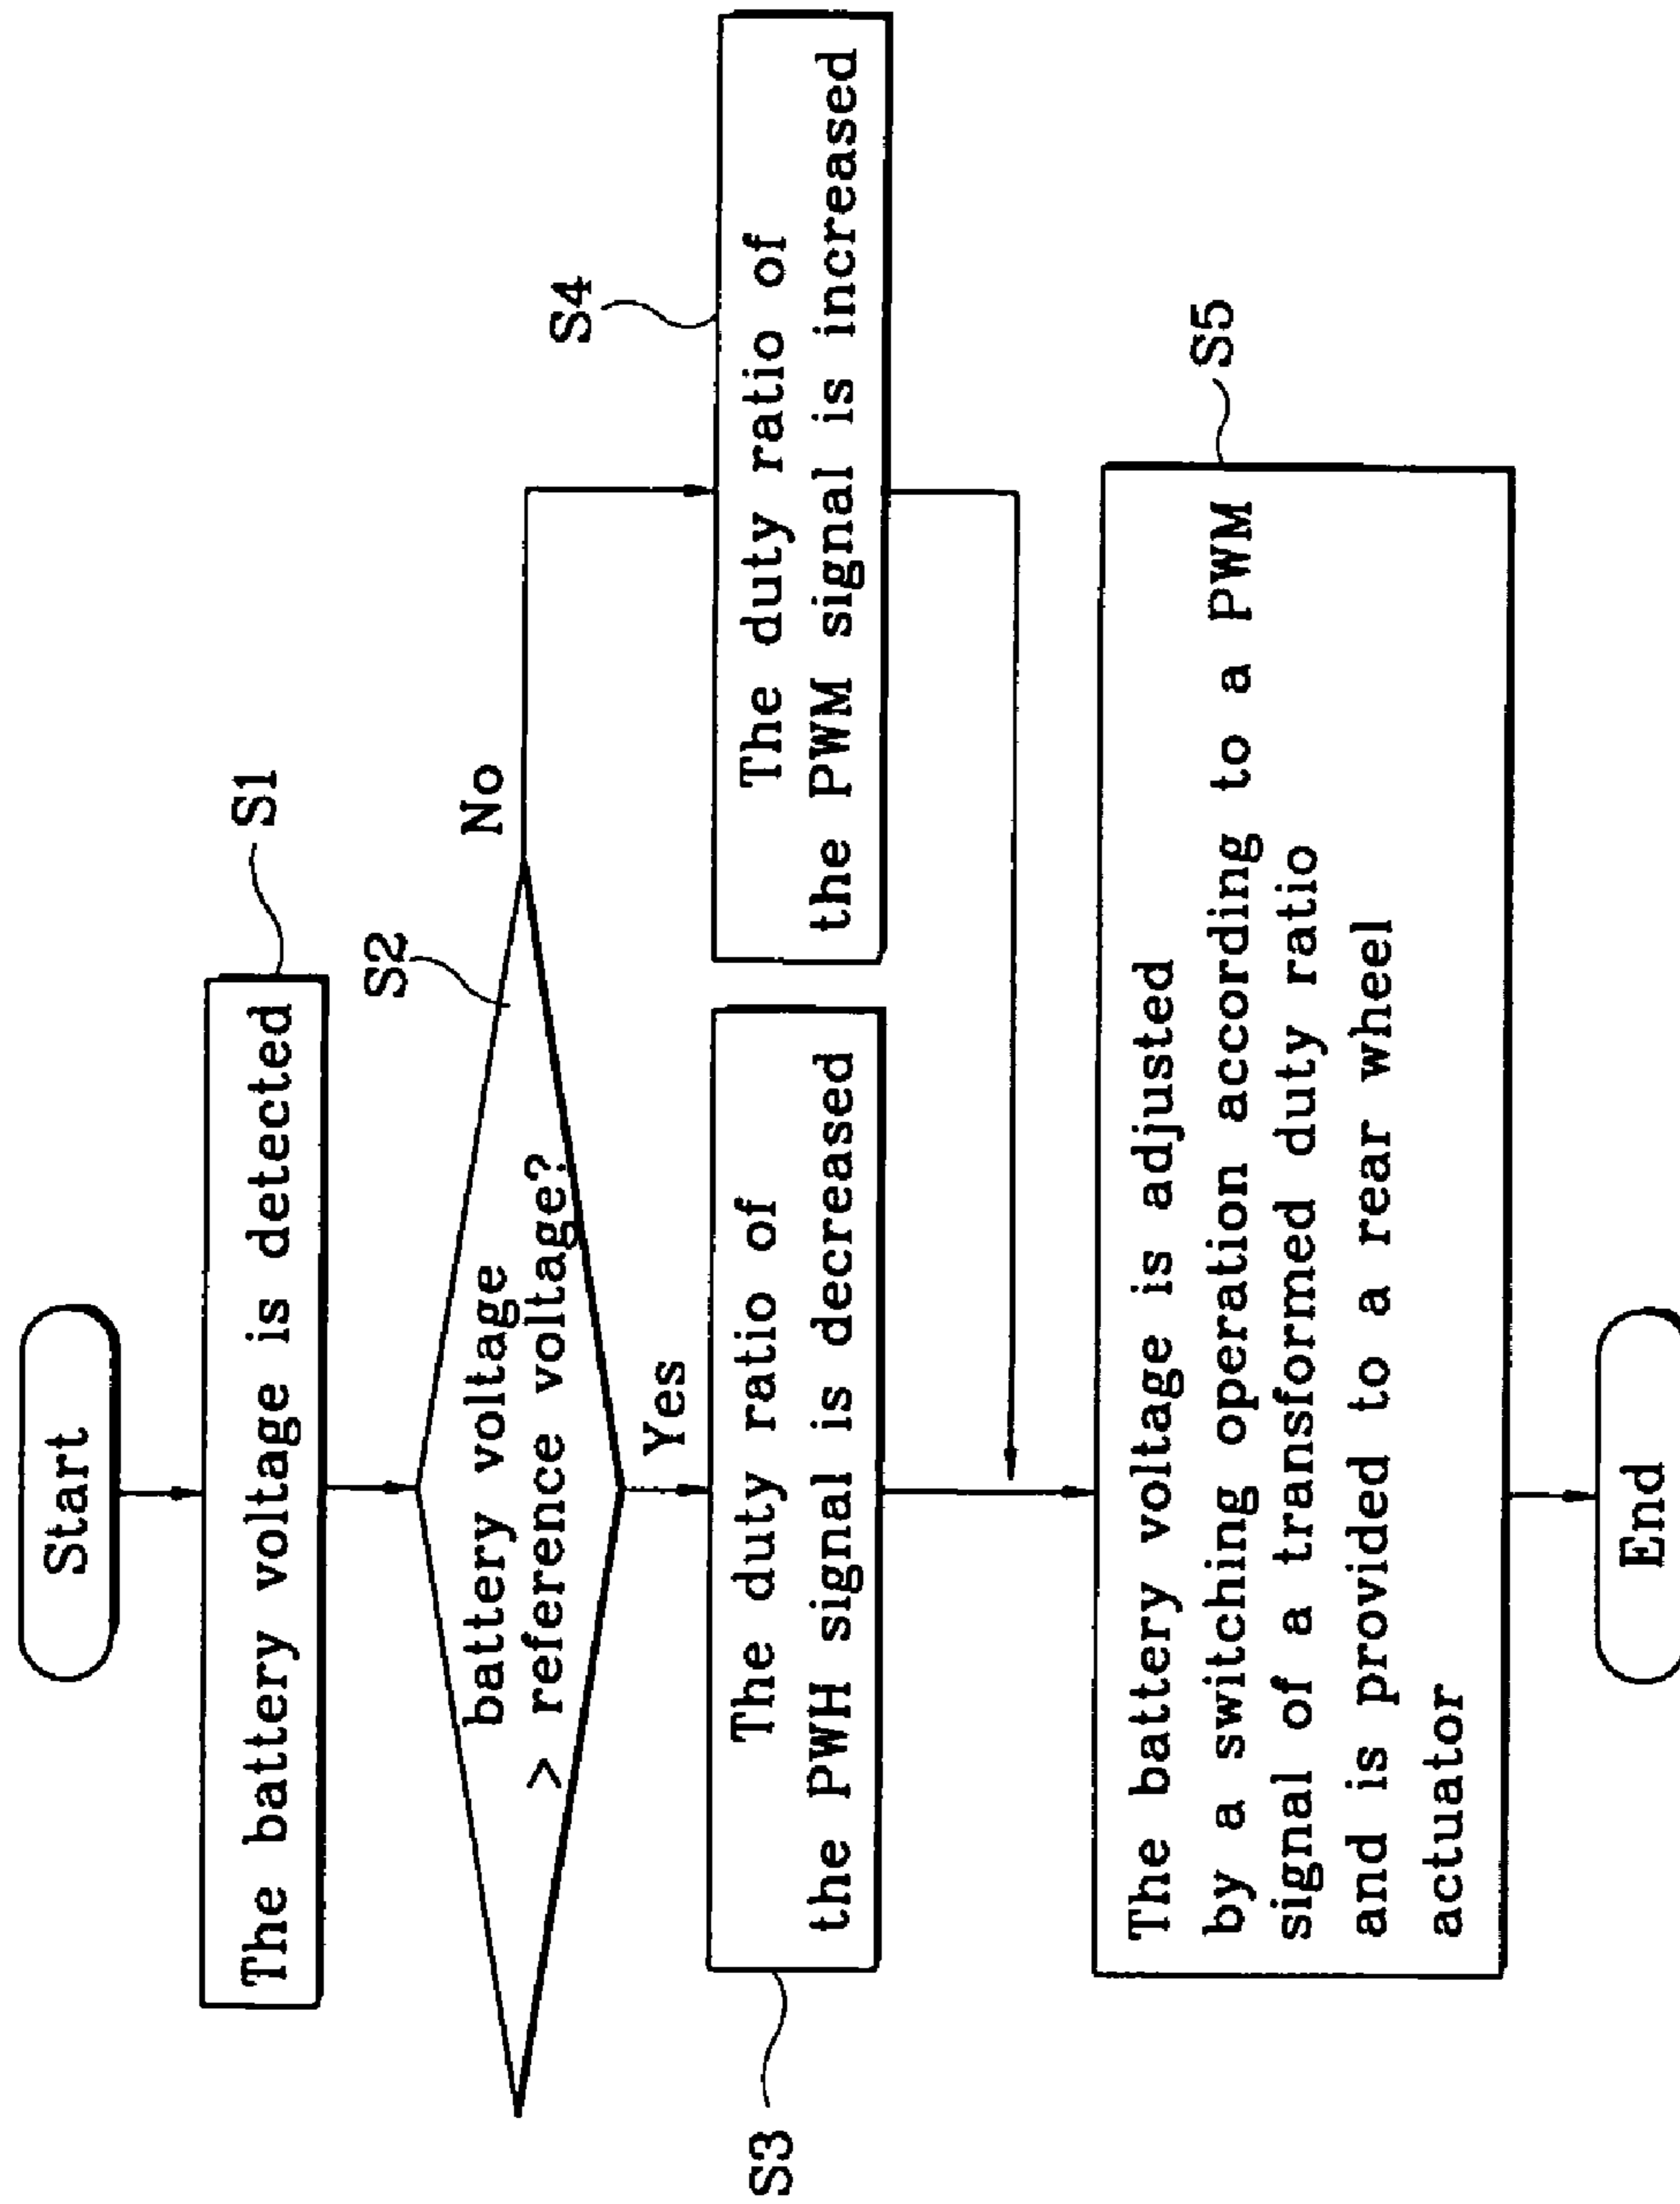 Start
The battery voltage is detected
S1
S2
battery voltage
> reference voltage?
No
Yes
S3
The duty ratio of
the PWH signal is decreased
S4
The duty ratio of
the PWM signal is increased
S5
The battery voltage is adjusted
by a switching operation according to a PWM
signal of a transformed duty ratio
and is provided to a rear wheel
actuator
End